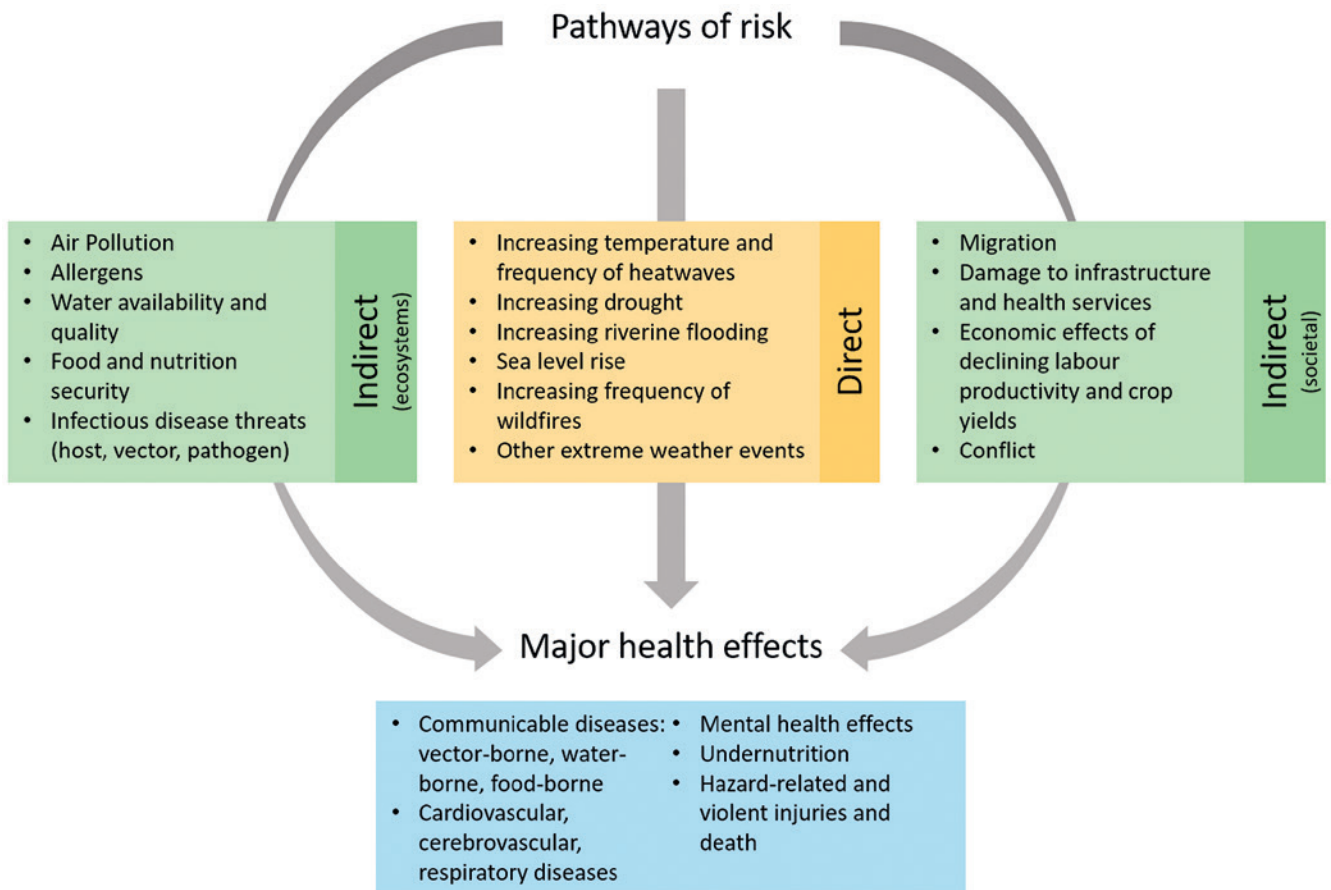 Pathways of risk
• Air Pollution
• Allergens
• Water availability and
quality
• Food and nutrition
security
• Infectious disease threats
(host, vector, pathogen)
Indirect
(ecosystems)
• Increasing temperature and
frequency of heatwaves
• Increasing drought
• Increasing riverine flooding
• Sea level rise
• Increasing frequency of
wildfires
• Other extreme weather events
Direct
• Migration
• Damage to infrastructure
and health services
• Economic effects of
declining labour
productivity and crop
yields
• Conflict
Indirect
(societal)
Major health effects
• Communicable diseases:
vector-borne, water-
borne, food-borne
• Cardiovascular,
cerebrovascular,
respiratory diseases
• Mental health effects
• Undernutrition
• Hazard-related and
violent injuries and
death